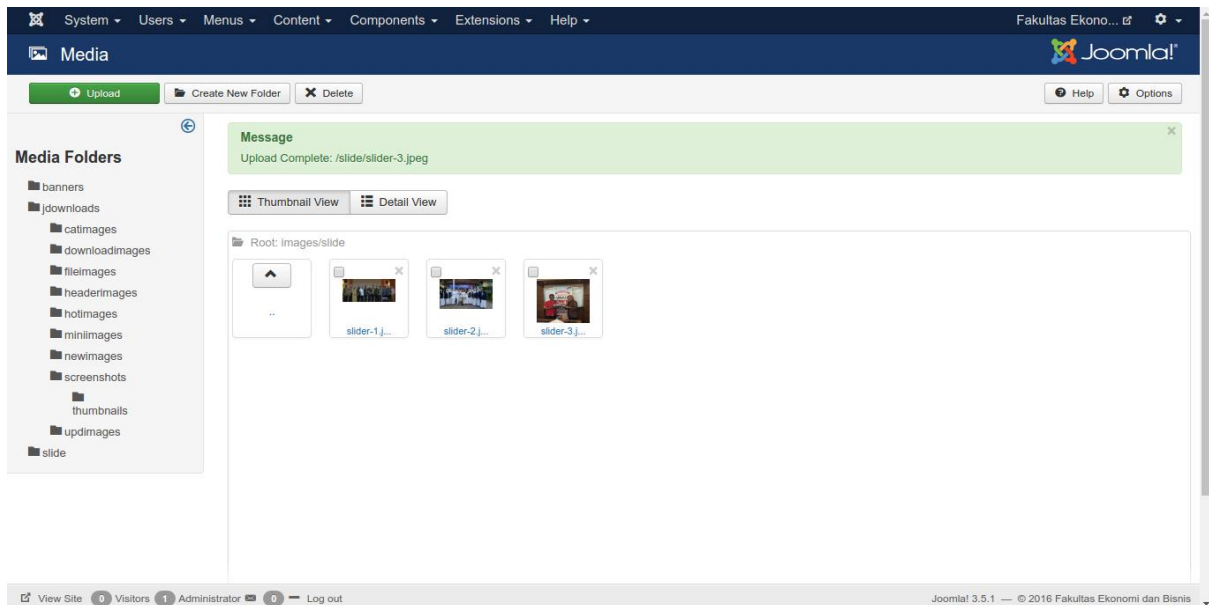 System Users Menus Content Components Extensions Help Fakultas Ekono...
Media Joomla!®
Upload Create New Folder Delete Help Options
Media Folders
banners
jdownloads
catimages
downloadimages
fileimages
headerimages
hotimages
miniimages
newimages
screenshots
thumbnails
updimages
slide
Message
Upload Complete: /slide/slider-3.jpeg
Thumbnail View Detail View
Root: images/slide
.. slider-1.j... slider-2.j... slider-3.j...
View Site 0 Visitors 1 Administrator 0 Log out Joomla! 3.5.1 — © 2016 Fakultas Ekonomi dan Bisnis